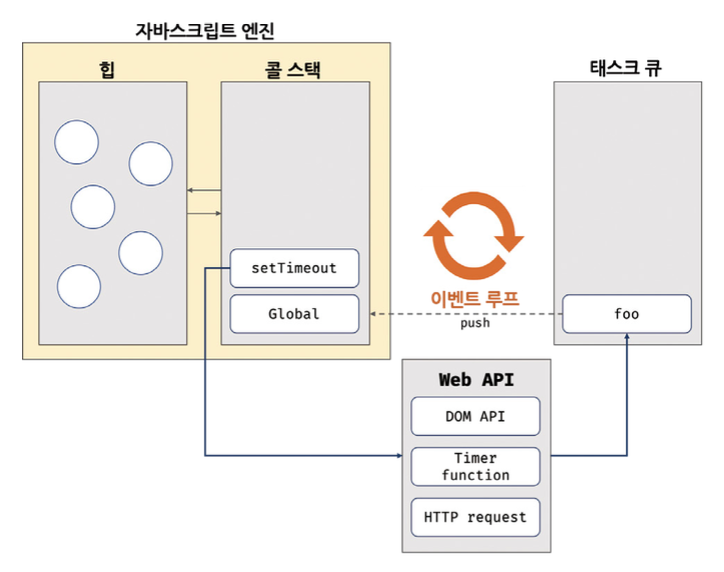 자바스크립트 엔진
힙
콜 스택
태스크 큐
setTimeout
Global
이벤트 루프
push
foo
Web API
DOM API
Timer
function
HTTP request